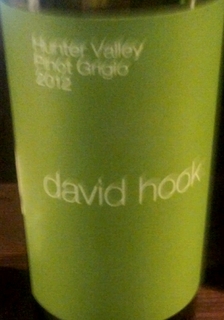 Hunter Valley
Pinot Grigio
2012
david hook